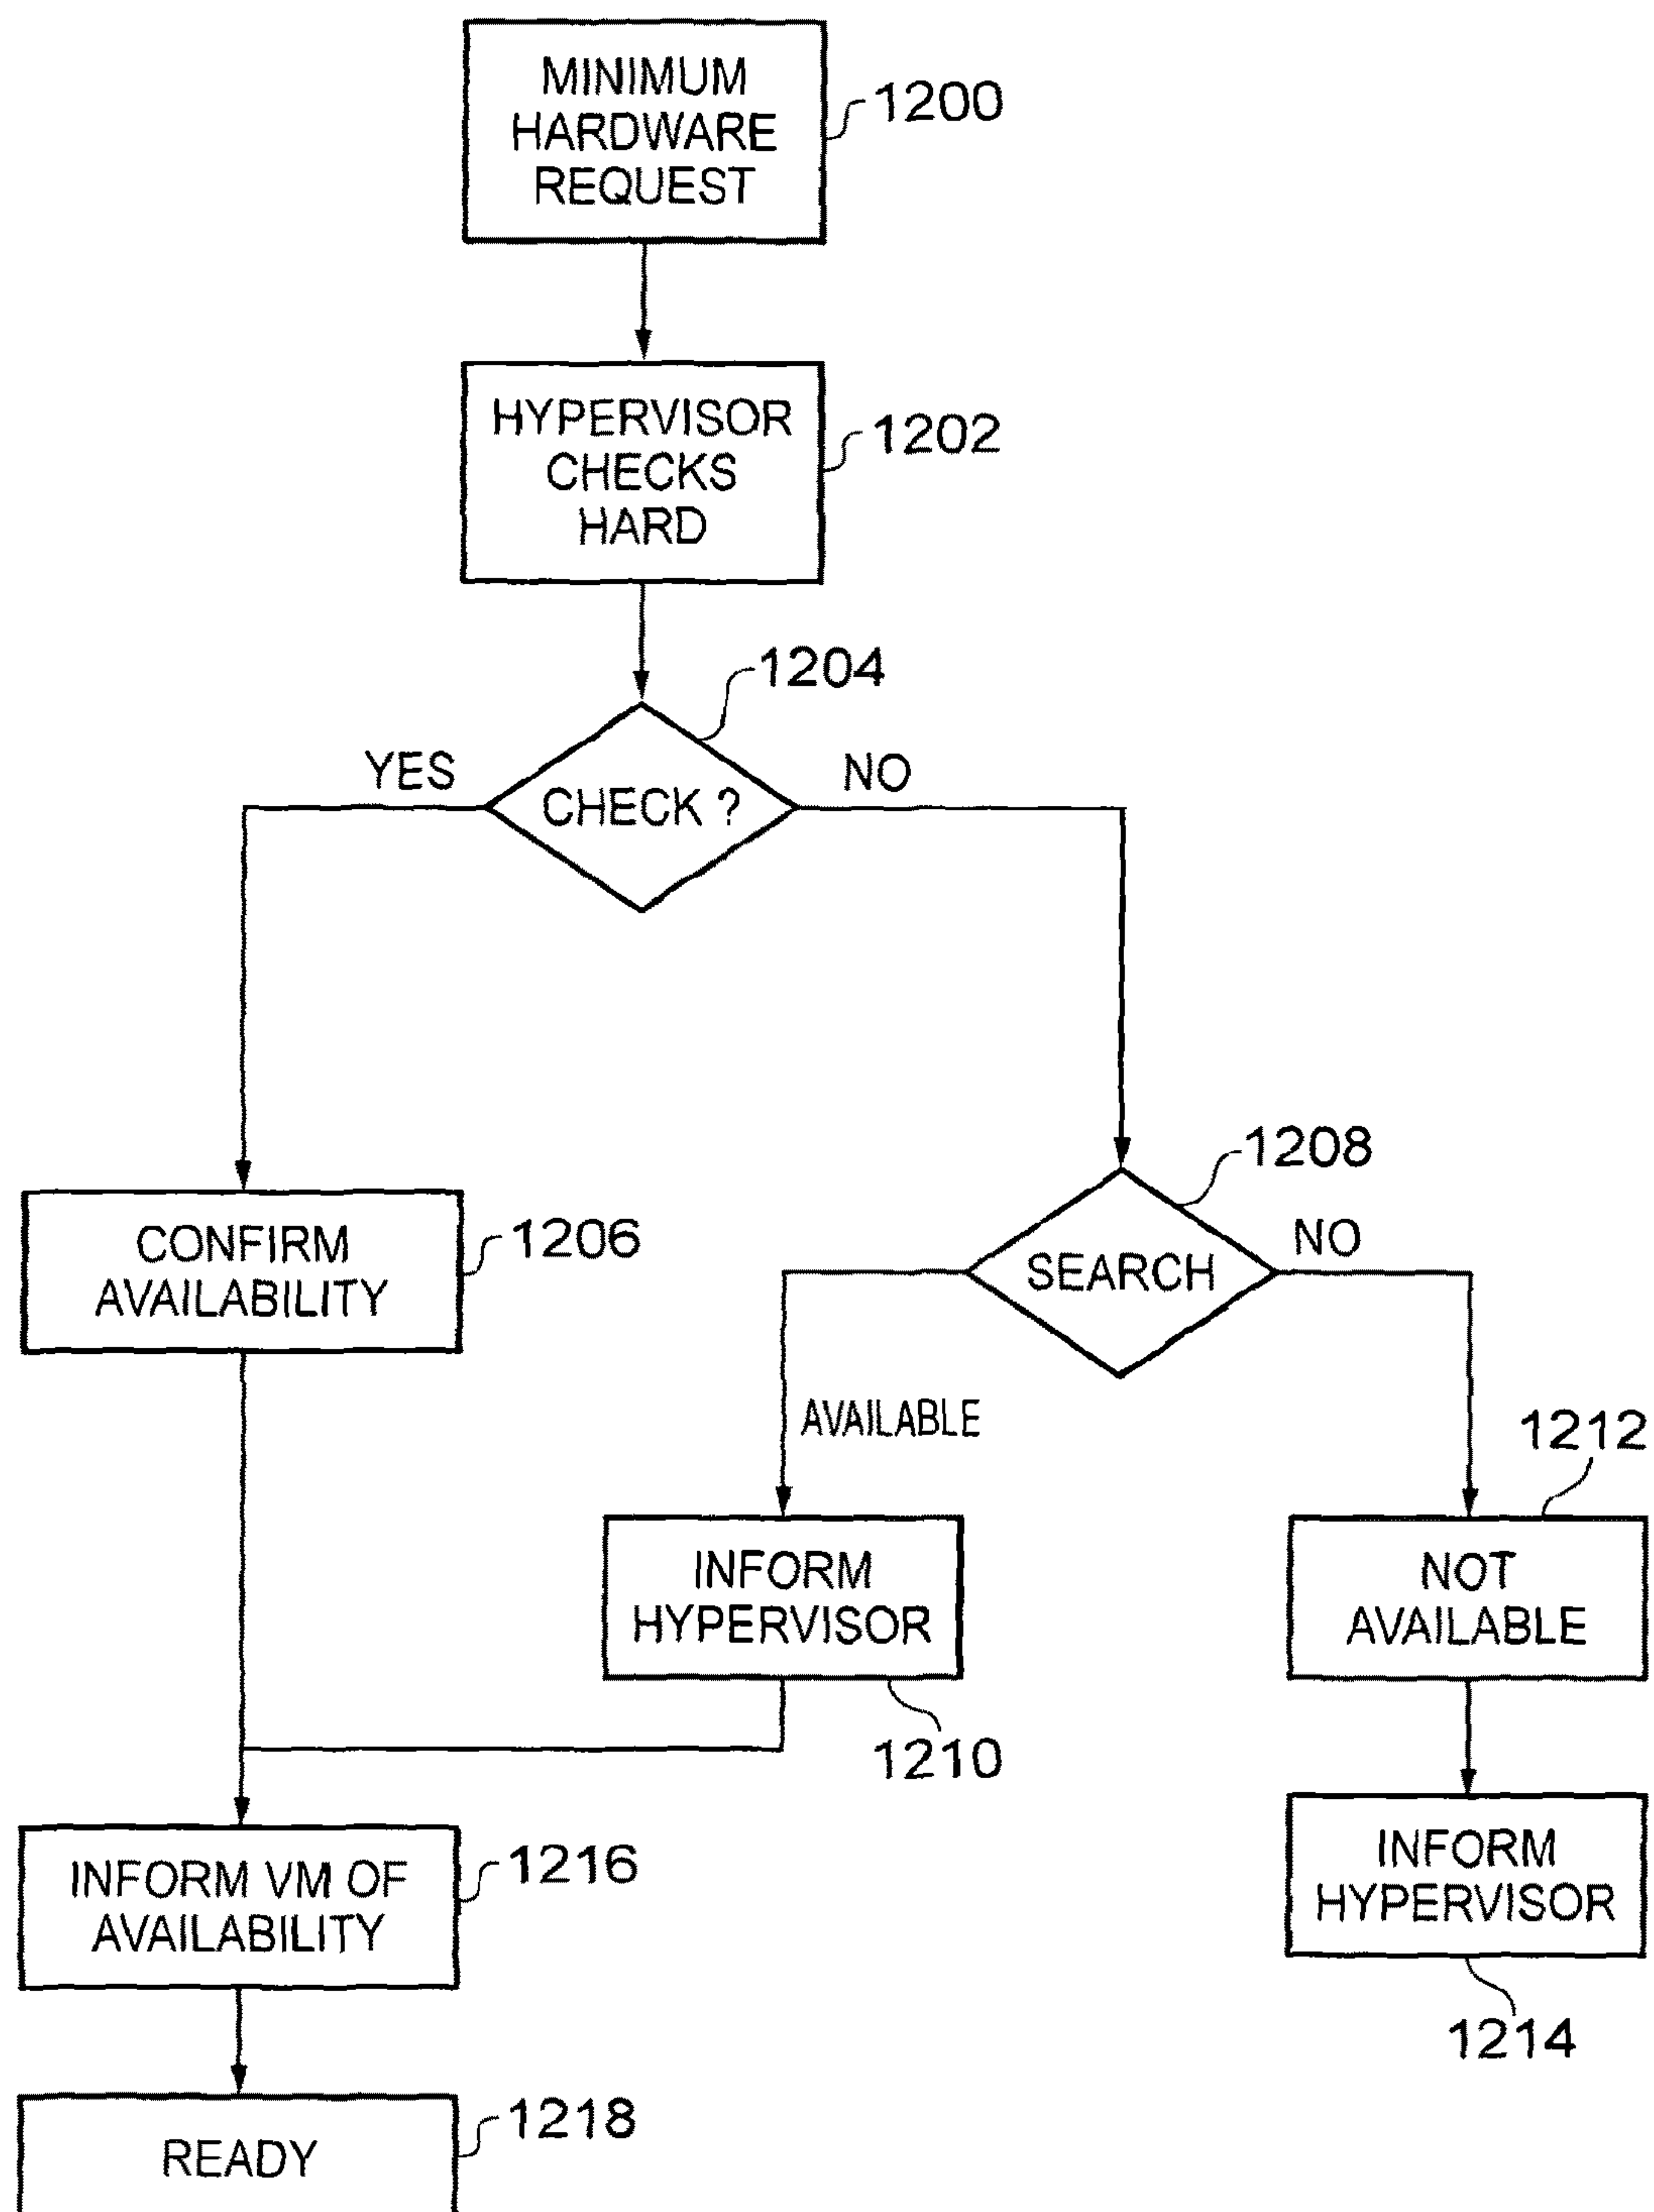 MINIMUM
HARDWARE
REQUEST
1200
HYPERVISOR
CHECKS
HARD
1202
1204
YES
CHECK ?
NO
1208
CONFIRM
AVAILABILITY
1206
SEARCH
NO
AVAILABLE
1212
INFORM
HYPERVISOR
1210
NOT
AVAILABLE
INFORM VM OF
AVAILABILITY
1216
INFORM
HYPERVISOR
1214
READY
1218